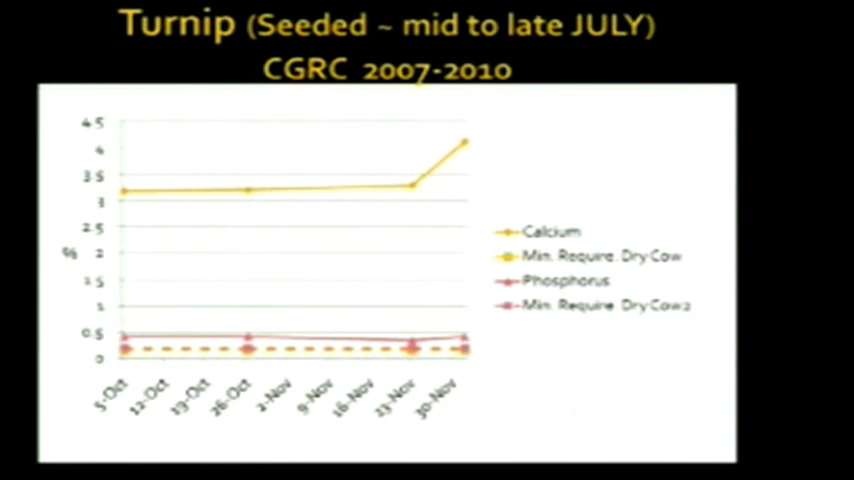 Turnip (Seeded ~ mid to late JULY)
CGRC 2007-2010
4.5
4
3.5
3
2.5
2
1.5
1
0.5
0
%
5-Oct
12-Oct
19-Oct
26-Oct
2-Nov
9-Nov
16-Nov
23-Nov
30-Nov
Calcium
Min. Require. Dry Cow
Phosphorus
Min. Require. Dry Cow2